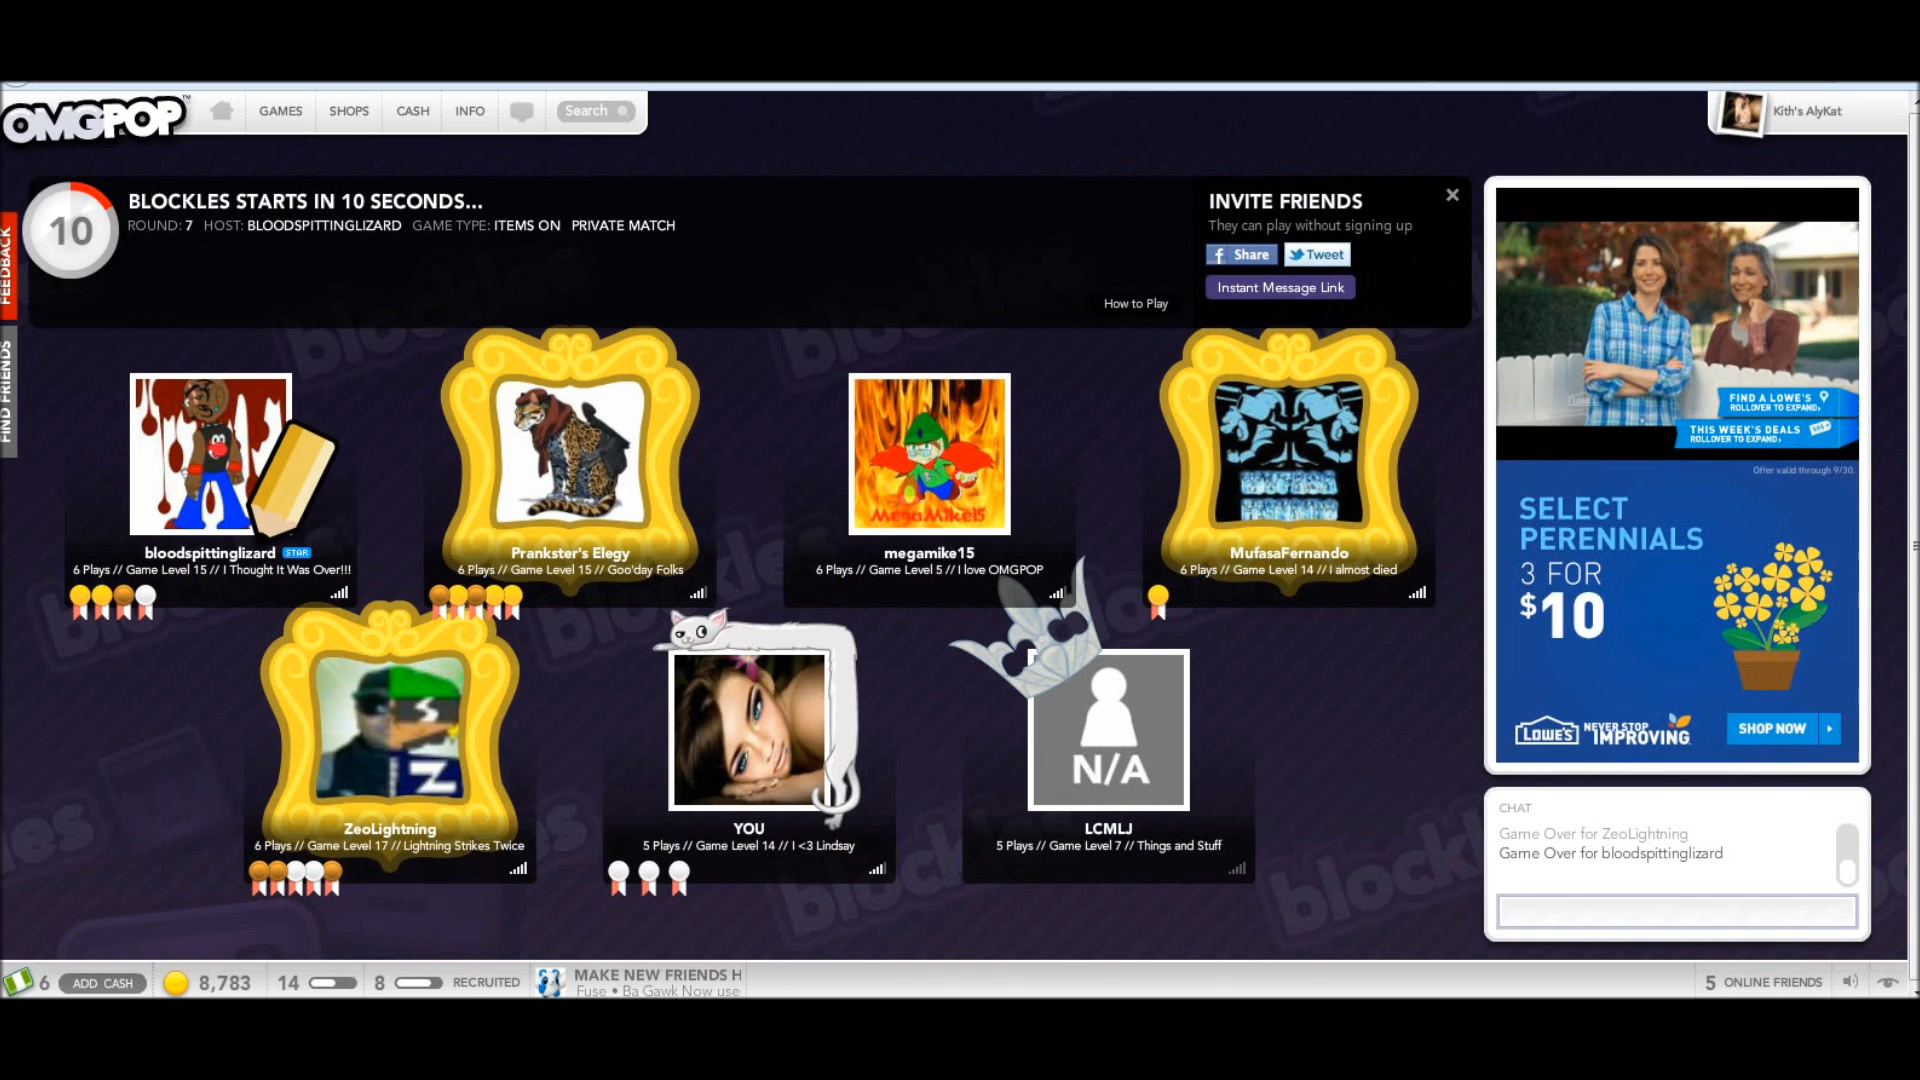 OMGPOP™
GAMES
SHOPS
CASH
INFO
Search
Kith's AlyKat
FEEDBACK
FIND FRIENDS
10
BLOCKLES STARTS IN 10 SECONDS...
ROUND: 7 HOST: BLOODSPITTINGLIZARD GAME TYPE: ITEMS ON PRIVATE MATCH
How to Play
INVITE FRIENDS
They can play without signing up
f Share
Tweet
Instant Message Link
MegaMike15
bloodspittinglizard STAR
6 Plays // Game Level 15 // I Thought It Was Over!!!
Prankster's Elegy
6 Plays // Game Level 15 // Goo'day Folks
megamike15
6 Plays // Game Level 5 // I love OMGPOP
MufasaFernando
6 Plays // Game Level 14 // I almost died
S
Z
ZeoLightning
6 Plays // Game Level 17 // Lightning Strikes Twice
YOU
5 Plays // Game Level 14 // I <3 Lindsay
N/A
LCMLJ
5 Plays // Game Level 7 // Things and Stuff
blockles
FIND A LOWE'S
ROLLOVER TO EXPAND›
THIS WEEK'S DEALS
ROLLOVER TO EXPAND›
Offer valid through 9/30.
SELECT
PERENNIALS
3 FOR
$10
LOWE'S
NEVER STOP
IMPROVING
SHOP NOW
CHAT
Game Over for ZeoLightning
Game Over for bloodspittinglizard
6
ADD CASH
8,783
14
8
RECRUITED
MAKE NEW FRIENDS H
Fuse • Ba Gawk Now use
5 ONLINE FRIENDS